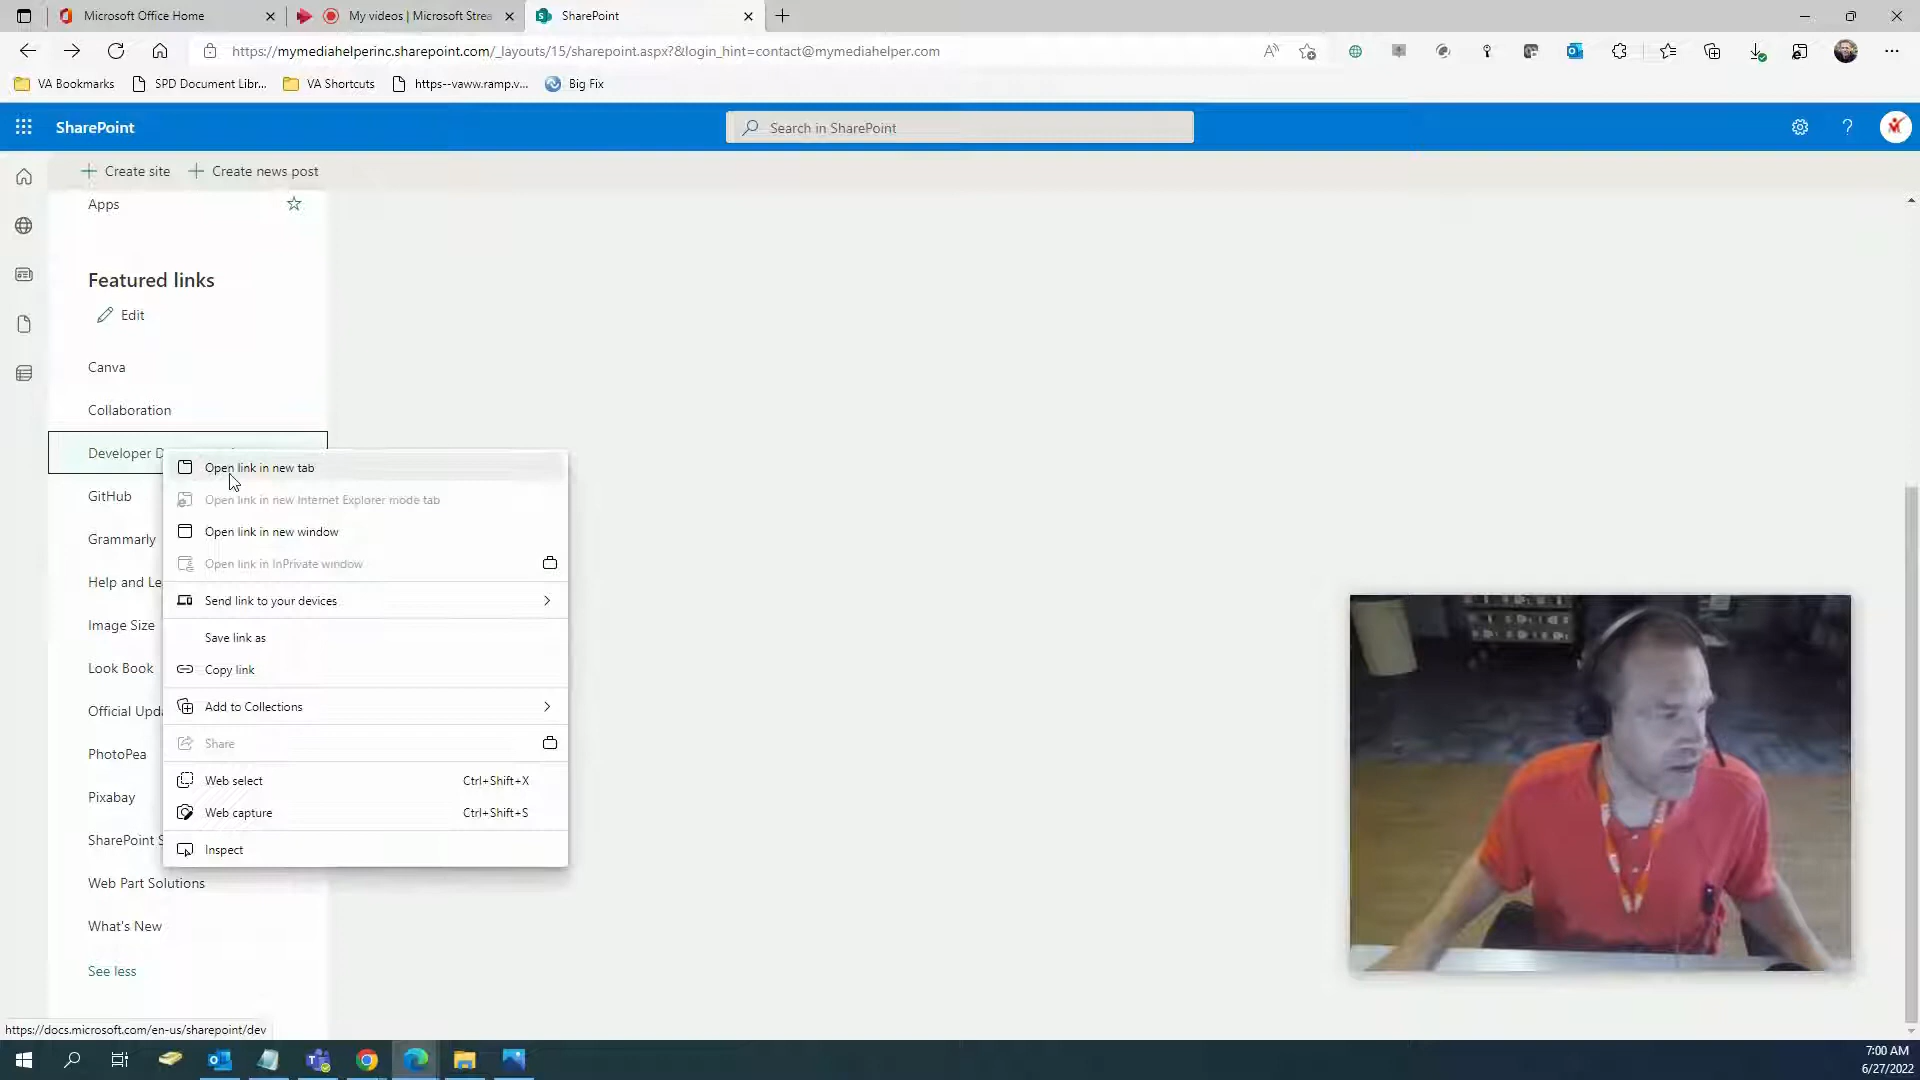 Microsoft Office Home
My videos | Microsoft Strea
SharePoint
https://mymediahelperinc.sharepoint.com/_layouts/15/sharepoint.aspx?&login_hint=contact@mymediahelper.com
VA Bookmarks
SPD Document Libr...
VA Shortcuts
https--vaww.ramp.v...
Big Fix
SharePoint
Search in SharePoint
Create site
Create news post
Apps
Featured links
Edit
Canva
Collaboration
Developer D
GitHub
Grammarly
Help and Le
Image Size
Look Book
Official Upda
PhotoPea
Pixabay
SharePoint S
Web Part Solutions
What's New
See less
Open link in new tab
Open link in new Internet Explorer mode tab
Open link in new window
Open link in InPrivate window
Send link to your devices
Save link as
Copy link
Add to Collections
Share
Web select Ctrl+Shift+X
Web capture Ctrl+Shift+S
Inspect
https://docs.microsoft.com/en-us/sharepoint/dev
7:00 AM
6/27/2022